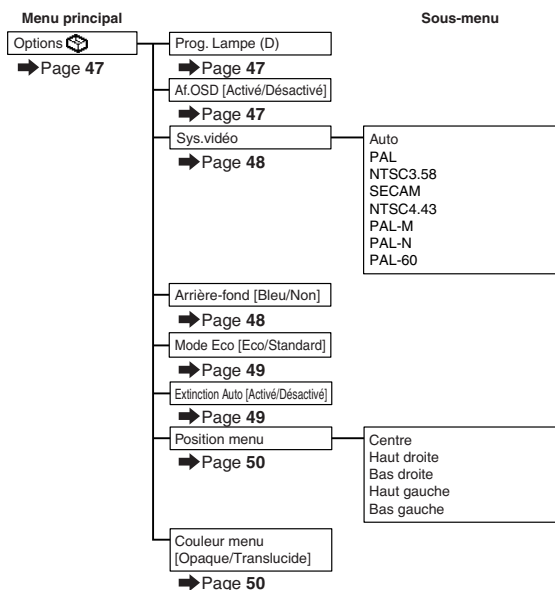 Menu principal
Sous-menu
Options
➡Page 47
Prog. Lampe (D)
➡Page 47
Af.OSD [Activé/Désactivé]
➡Page 47
Sys.vidéo
➡Page 48
Auto
PAL
NTSC3.58
SECAM
NTSC4.43
PAL-M
PAL-N
PAL-60
Arrière-fond [Bleu/Non]
➡Page 48
Mode Eco [Eco/Standard]
➡Page 49
Extinction Auto [Activé/Désactivé]
➡Page 49
Position menu
➡Page 50
Centre
Haut droite
Bas droite
Haut gauche
Bas gauche
Couleur menu
[Opaque/Translucide]
➡Page 50